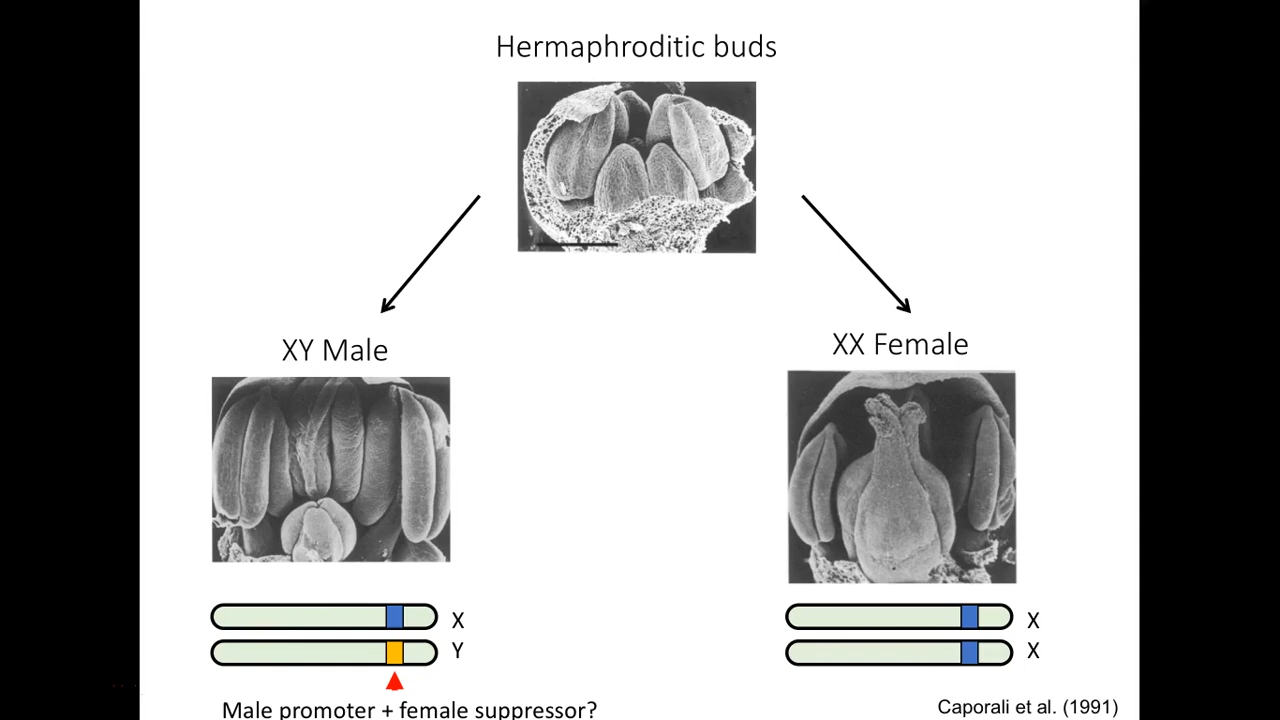 Hermaphroditic buds
XY Male
XX Female
X
Y
X
X
Male promoter + female suppressor?
Caporali et al. (1991)